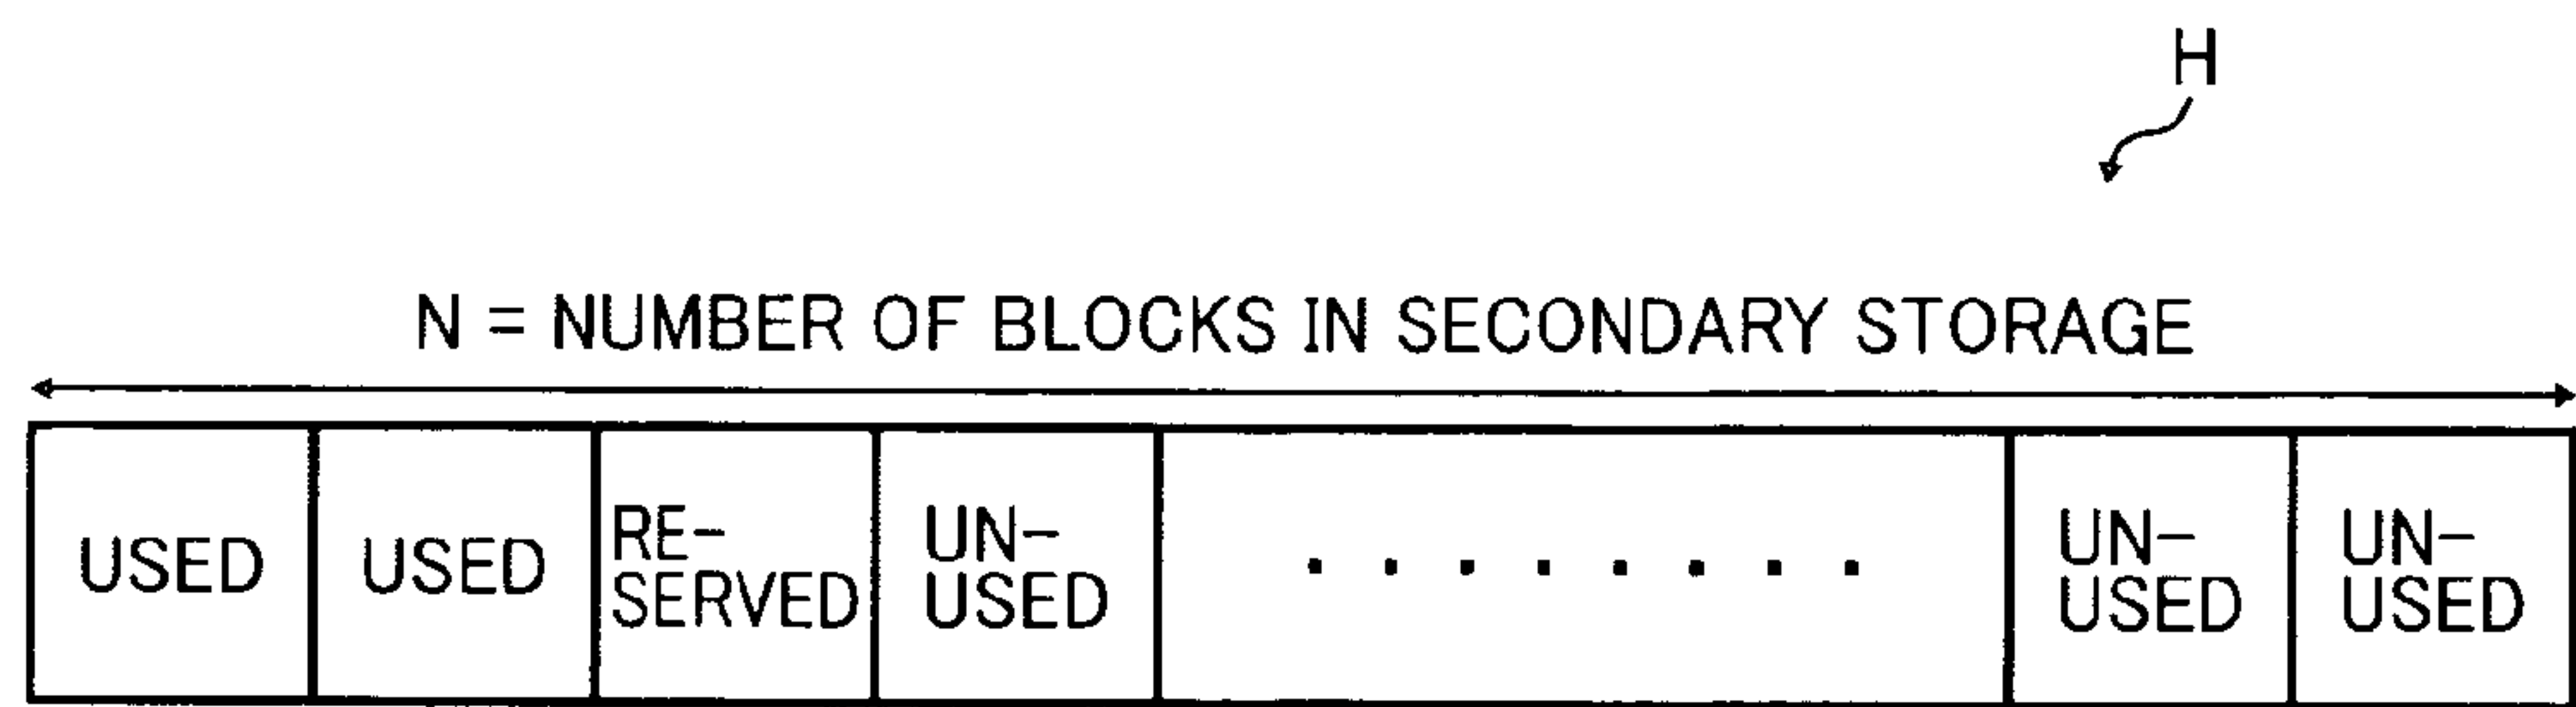 H
N = NUMBER OF BLOCKS IN SECONDARY STORAGE
USED
USED
RE-
SERVED
UN-
USED
. . . . . . . .
UN-
USED
UN-
USED